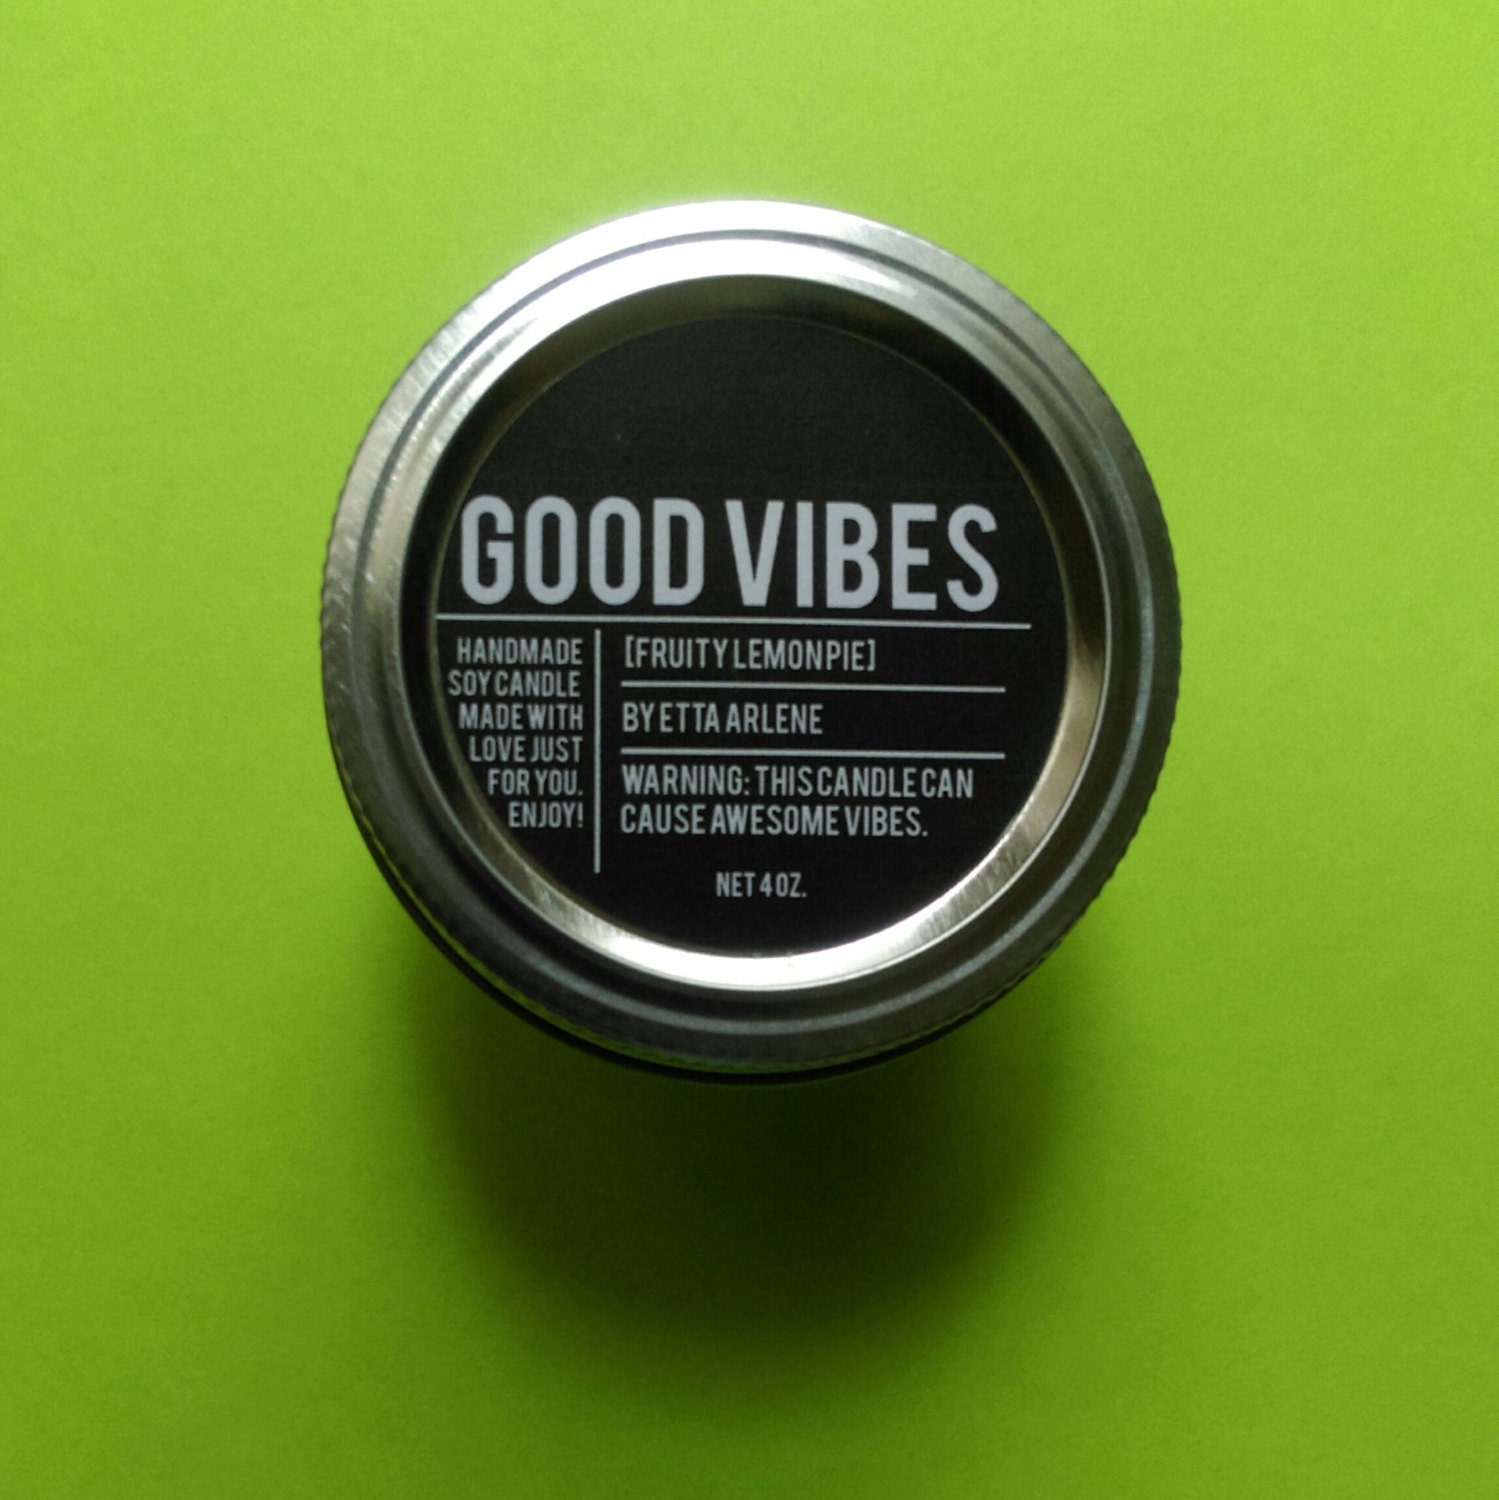 GOOD VIBES
HANDMADE
SOY CANDLE
MADE WITH
LOVE JUST
FOR YOU.
ENJOY!
[FRUITY LEMON PIE]
BY ETTA ARLENE
WARNING: THIS CANDLE CAN
CAUSE AWESOME VIBES.
NET 4 OZ.